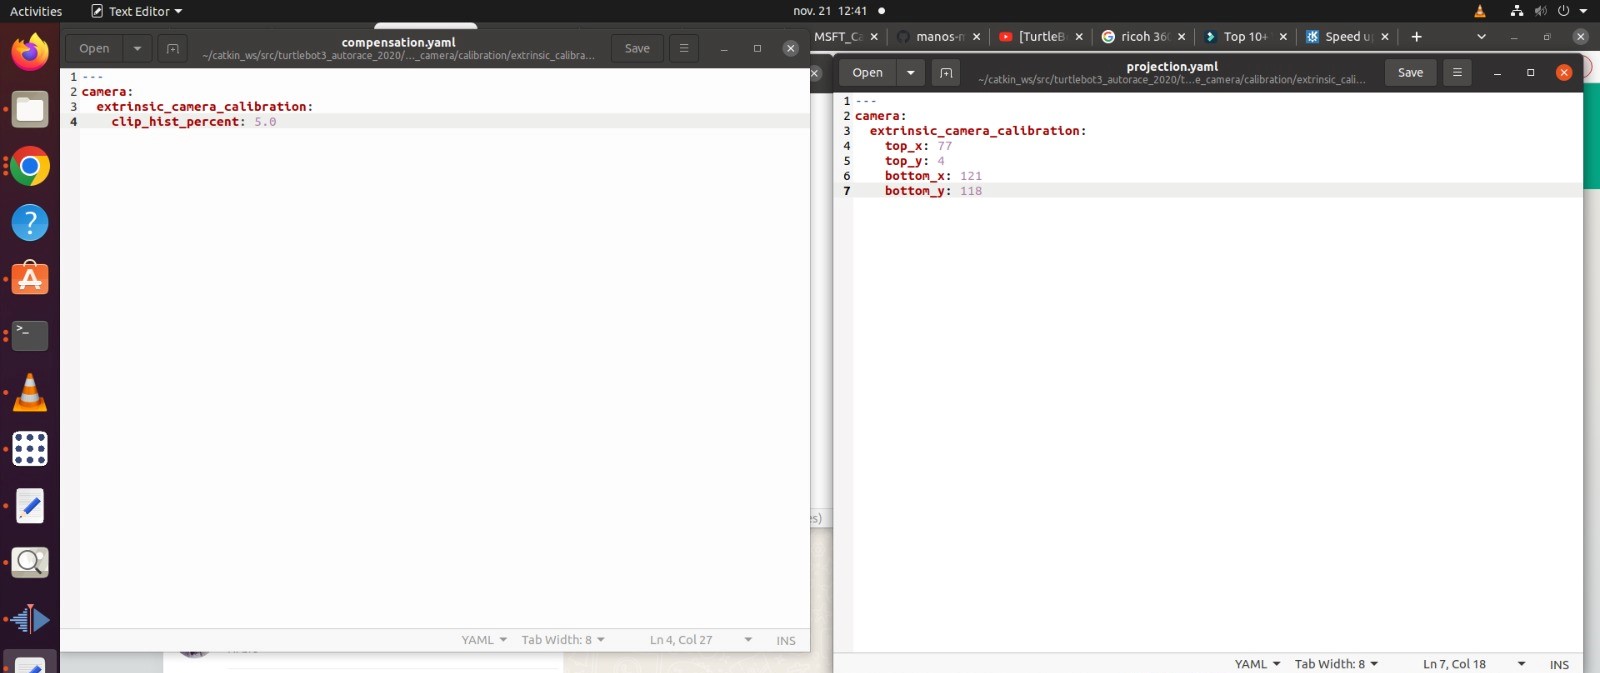 Activities
Text Editor
nov. 21 12:41
Open
compensation.yaml
~/catkin_ws/src/turtlebot3_autorace_2020/..._camera/calibration/extrinsic_calibra...
Save
1 ---
2 camera:
3 extrinsic_camera_calibration:
4 clip_hist_percent: 5.0
YAML
Tab Width: 8
Ln 4, Col 27
INS
MSFT_Ca
manos-m
[TurtleB
ricoh 360
Top 10+
Speed u
Open
projection.yaml
~/catkin_ws/src/turtlebot3_autorace_2020/t...e_camera/calibration/extrinsic_cali...
Save
1 ---
2 camera:
3 extrinsic_camera_calibration:
4 top_x: 77
5 top_y: 4
6 bottom_x: 121
7 bottom_y: 118
es)
YAML
Tab Width: 8
Ln 7, Col 18
INS